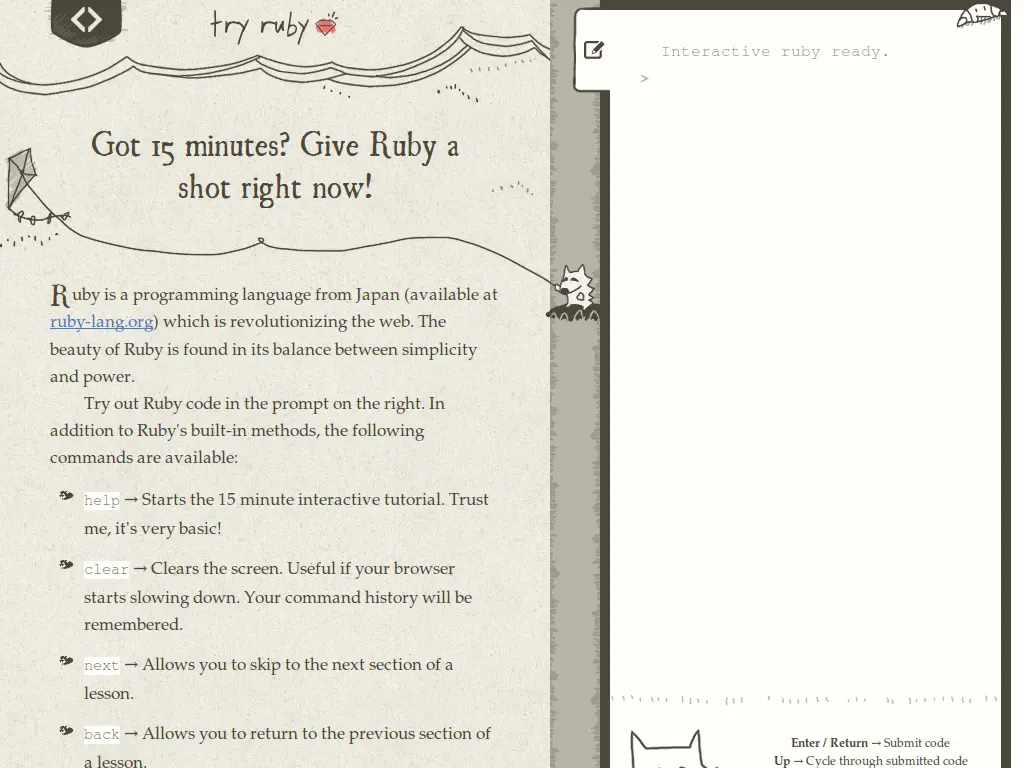 try ruby
Got 15 minutes? Give Ruby a
shot right now!
Ruby is a programming language from Japan (available at
ruby-lang.org) which is revolutionizing the web. The
beauty of Ruby is found in its balance between simplicity
and power.
Try out Ruby code in the prompt on the right. In
addition to Ruby's built-in methods, the following
commands are available:
help → Starts the 15 minute interactive tutorial. Trust
me, it's very basic!
clear → Clears the screen. Useful if your browser
starts slowing down. Your command history will be
remembered.
next → Allows you to skip to the next section of a
lesson.
back → Allows you to return to the previous section of
a lesson.
Interactive ruby ready.
>
Enter / Return → Submit code
Up → Cycle through submitted code